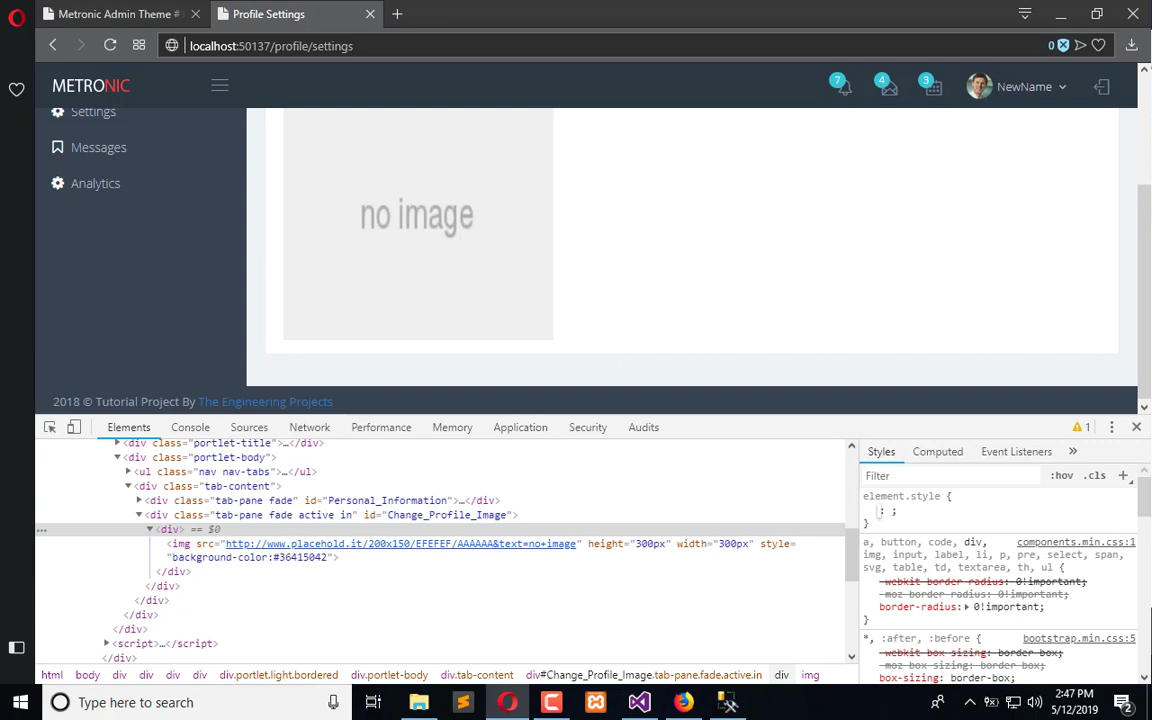 Metronic Admin Theme #
Profile Settings
localhost:50137/profile/settings
0
METRONIC
7
4
3
NewName
Settings
Messages
Analytics
no image
2018 © Tutorial Project By The Engineering Projects
Elements Console Sources Network Performance Memory Application Security Audits
1
<div class="portlet-title">…</div>
<div class="portlet-body">
<ul class="nav nav-tabs">…</ul>
<div class="tab-content">
<div class="tab-pane fade" id="Personal_Information">…</div>
<div class="tab-pane fade active in" id="Change_Profile_Image">
<div> == $0
<img src="http://www.placehold.it/200x150/EFEFEF/AAAAAA&text=no+image" height="300px" width="300px" style=
"background-color:#36415042">
</div>
</div>
</div>
</div>
</div>
<script>…</script>
</div>
html body div div div div div.portlet.light.bordered div.portlet-body div.tab-content div#Change_Profile_Image.tab-pane.fade.active.in div img
Styles Computed Event Listeners »
Filter :hov .cls +
element.style {
: ;
}
a, button, code, div, components.min.css:1
img, input, label, li, p, pre, select, span,
svg, table, td, textarea, th, ul {
-webkit-border-radius: 0!important;
-moz-border-radius: 0!important;
border-radius: 0!important;
}
*, :after, :before { bootstrap.min.css:5
-webkit-box-sizing: border-box;
-moz-box-sizing: border-box;
box-sizing: border-box;
Type here to search
2:47 PM
5/12/2019
2